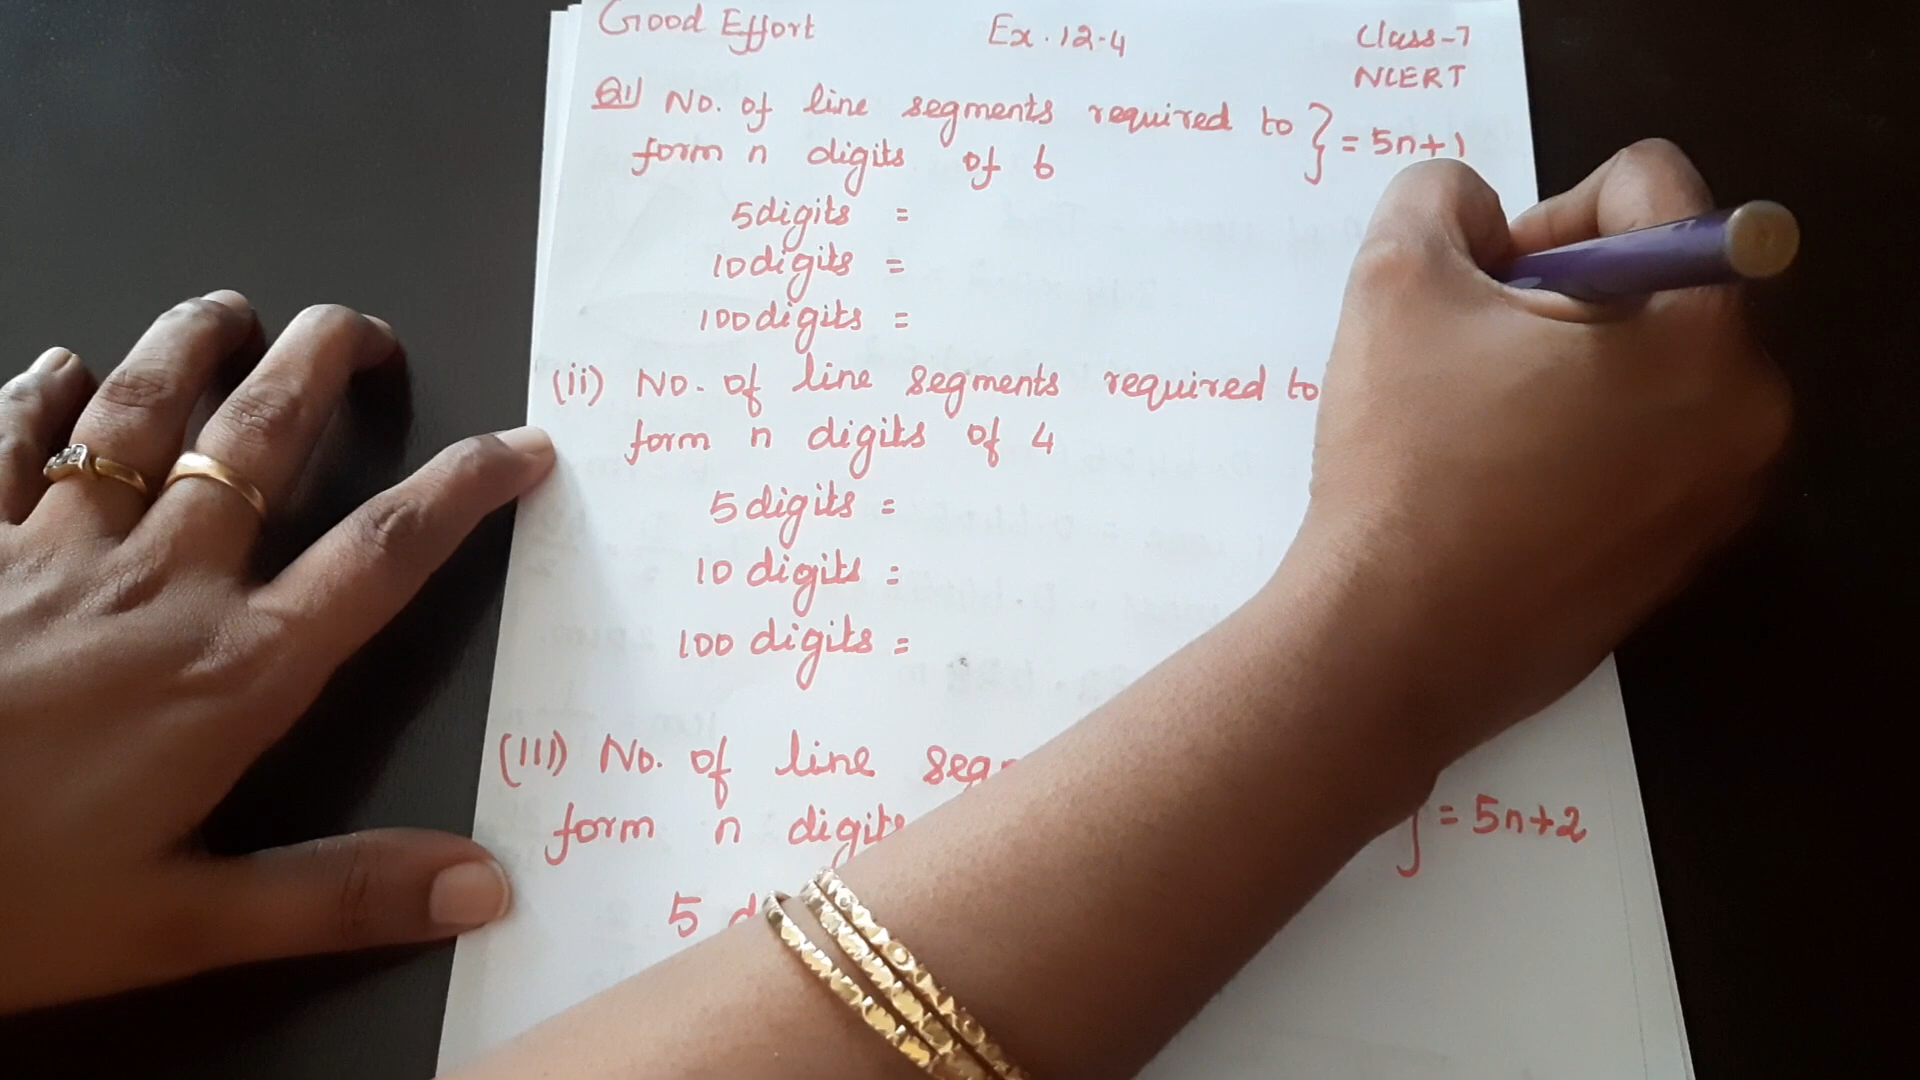 Good Effort Ex. 12.4 Class-7
NCERT
Q1) No. of line segments required to
form n digits of 6 } = 5n+1
5digits =
10digits =
100digits =
(ii) No. of line segments required to
form n digits of 4
5 digits =
10 digits =
100 digits =
(III) No. of line
form n digits = 5n+2
5